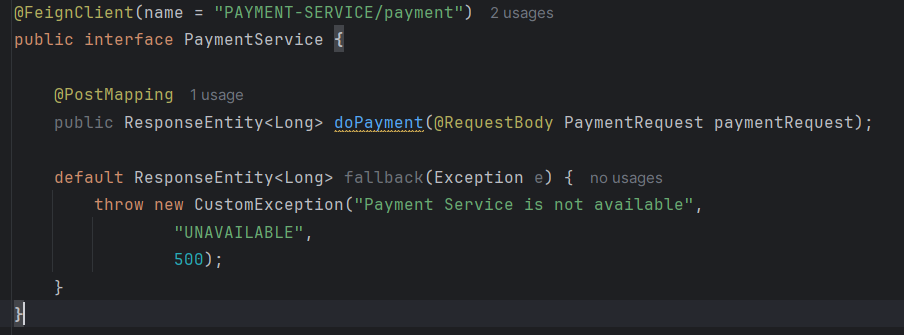 @FeignClient(name = "PAYMENT-SERVICE/payment") 2 usages
public interface PaymentService {
@PostMapping 1 usage
public ResponseEntity<Long> doPayment(@RequestBody PaymentRequest paymentRequest);
default ResponseEntity<Long> fallback(Exception e) { no usages
throw new CustomException("Payment Service is not available",
"UNAVAILABLE",
500);
}
}